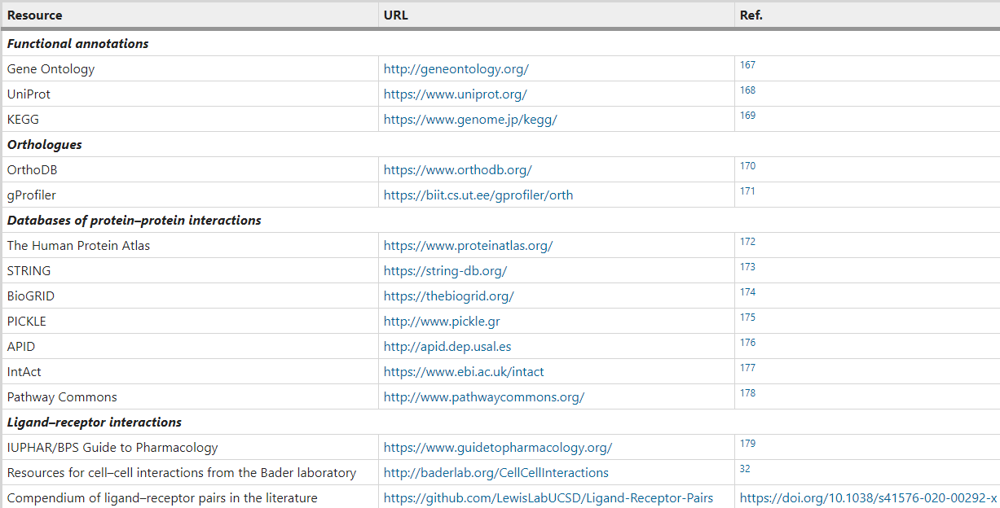 Resource URL Ref.
Functional annotations
Gene Ontology http://geneontology.org/ 167
UniProt https://www.uniprot.org/ 168
KEGG https://www.genome.jp/kegg/ 169
Orthologues
OrthoDB https://www.orthodb.org/ 170
gProfiler https://biit.cs.ut.ee/gprofiler/orth 171
Databases of protein–protein interactions
The Human Protein Atlas https://www.proteinatlas.org/ 172
STRING https://string-db.org/ 173
BioGRID https://thebiogrid.org/ 174
PICKLE http://www.pickle.gr 175
APID http://apid.dep.usal.es 176
IntAct https://www.ebi.ac.uk/intact 177
Pathway Commons http://www.pathwaycommons.org/ 178
Ligand–receptor interactions
IUPHAR/BPS Guide to Pharmacology https://www.guidetopharmacology.org/ 179
Resources for cell–cell interactions from the Bader laboratory http://baderlab.org/CellCellInteractions 32
Compendium of ligand–receptor pairs in the literature https://github.com/LewisLabUCSD/Ligand-Receptor-Pairs https://doi.org/10.1038/s41576-020-00292-x